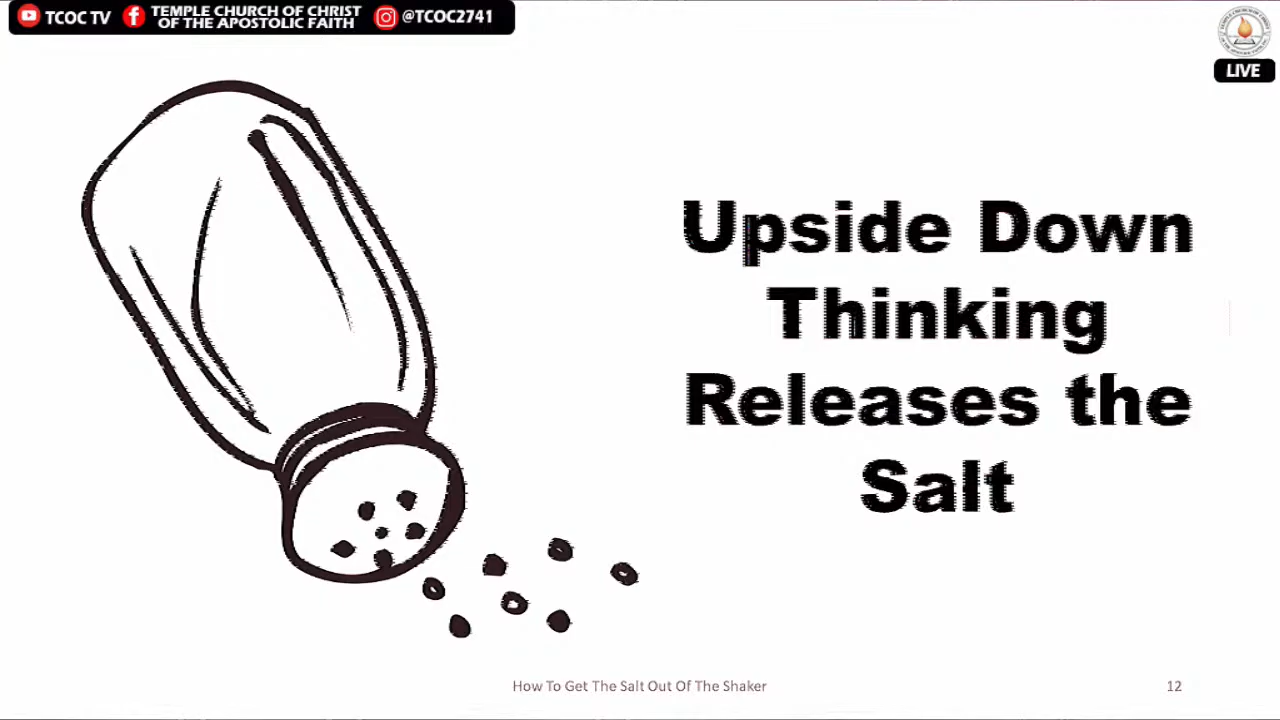 TCOC TV
TEMPLE CHURCH OF CHRIST
OF THE APOSTOLIC FAITH
@TCOC2741
LIVE
Upside Down
Thinking
Releases the
Salt
How To Get The Salt Out Of The Shaker
12